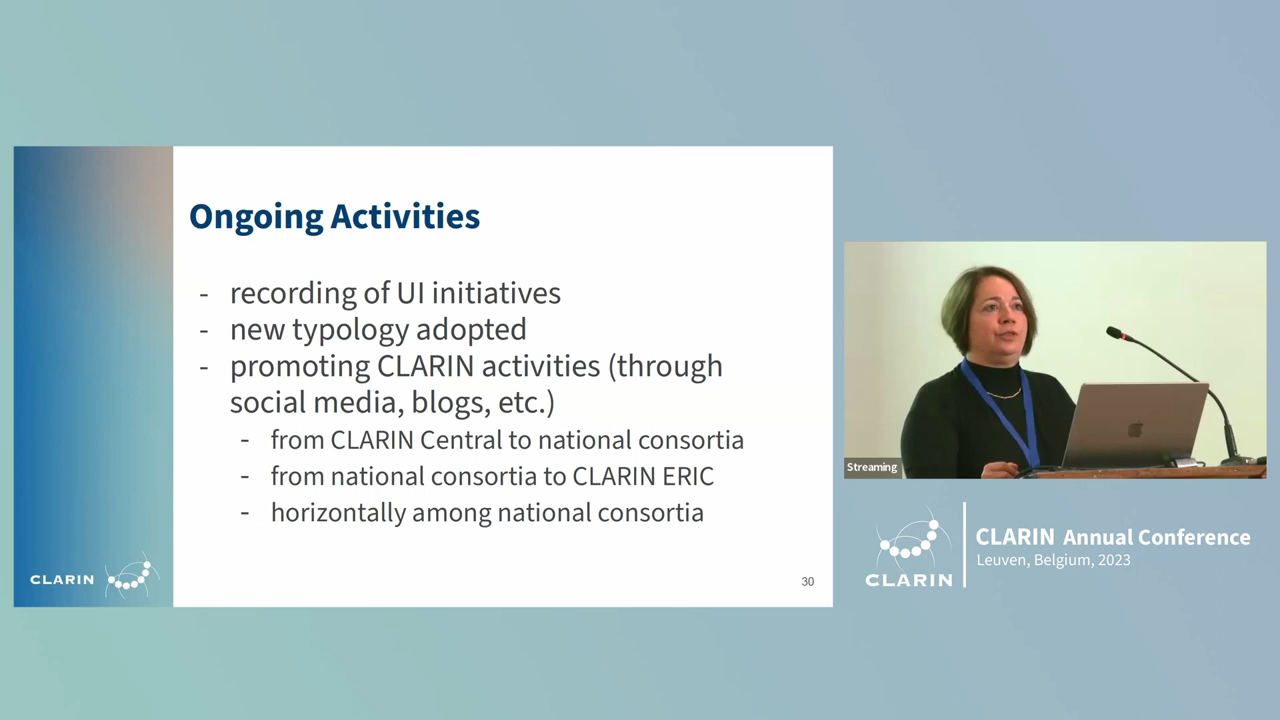 Ongoing Activities
- recording of UI initiatives
- new typology adopted
- promoting CLARIN activities (through
social media, blogs, etc.)
- from CLARIN Central to national consortia
- from national consortia to CLARIN ERIC
- horizontally among national consortia
CLARIN
30
Streaming
CLARIN
CLARIN Annual Conference
Leuven, Belgium, 2023